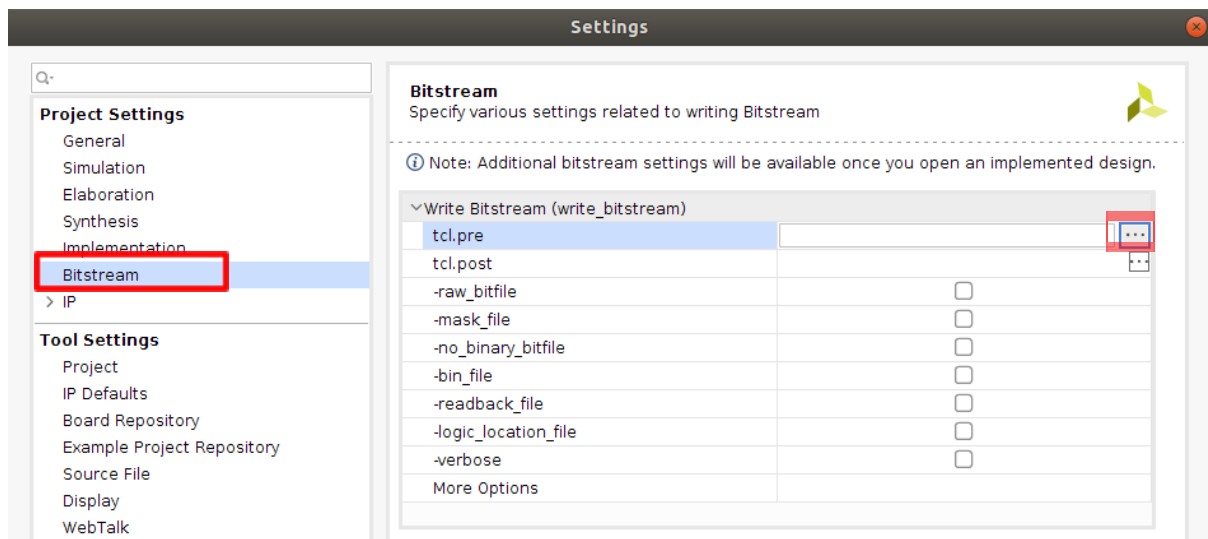 Settings
Project Settings
General
Simulation
Elaboration
Synthesis
Implementation
Bitstream
IP
Tool Settings
Project
IP Defaults
Board Repository
Example Project Repository
Source File
Display
WebTalk
Bitstream
Specify various settings related to writing Bitstream
Note: Additional bitstream settings will be available once you open an implemented design.
Write Bitstream (write_bitstream)
tcl.pre ...
tcl.post ...
-raw_bitfile
-mask_file
-no_binary_bitfile
-bin_file
-readback_file
-logic_location_file
-verbose
More Options